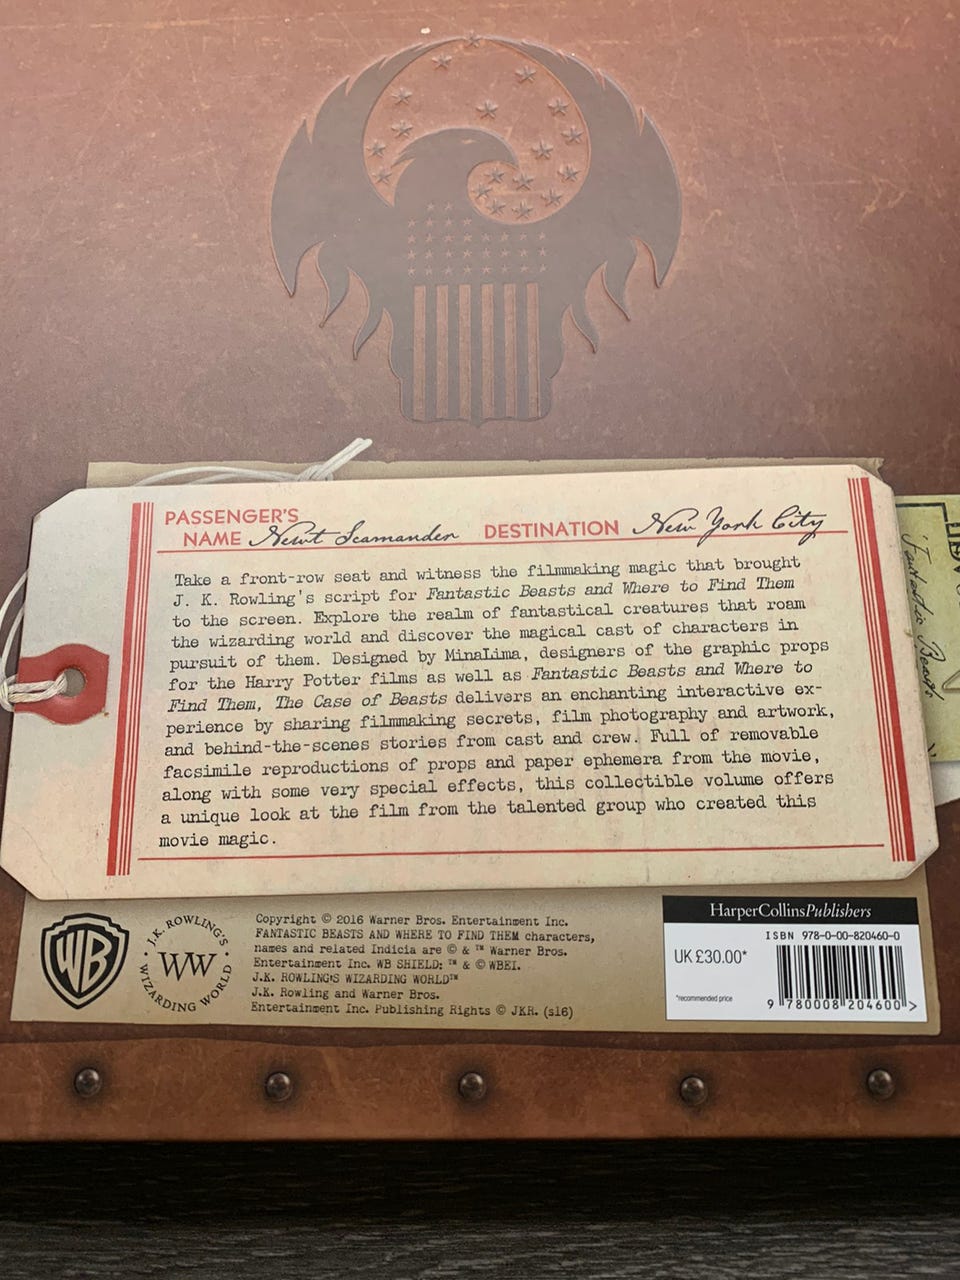 PASSENGER'S
NAME Newt Scamander DESTINATION New York City
Take a front-row seat and witness the filmmaking magic that brought
J. K. Rowling's script for Fantastic Beasts and Where to Find Them
to the screen. Explore the realm of fantastical creatures that roam
the wizarding world and discover the magical cast of characters in
pursuit of them. Designed by MinaLima, designers of the graphic props
for the Harry Potter films as well as Fantastic Beasts and Where to
Find Them, The Case of Beasts delivers an enchanting interactive ex-
perience by sharing filmmaking secrets, film photography and artwork,
and behind-the-scenes stories from cast and crew. Full of removable
facsimile reproductions of props and paper ephemera from the movie,
along with some very special effects, this collectible volume offers
a unique look at the film from the talented group who created this
movie magic.
Fantastic Beasts
WB
J.K. ROWLING'S
WW
WIZARDING WORLD
Copyright © 2016 Warner Bros. Entertainment Inc.
FANTASTIC BEASTS AND WHERE TO FIND THEM characters,
names and related indicia are © & ™ Warner Bros.
Entertainment Inc. WB SHIELD: ™ & © WBEI.
J.K. ROWLING'S WIZARDING WORLD™
J.K. Rowling and Warner Bros.
Entertainment Inc. Publishing Rights © JKR. (s16)
HarperCollinsPublishers
ISBN 978-0-00-820460-0
UK £30.00*
*recommended price
9 780008 204600 >